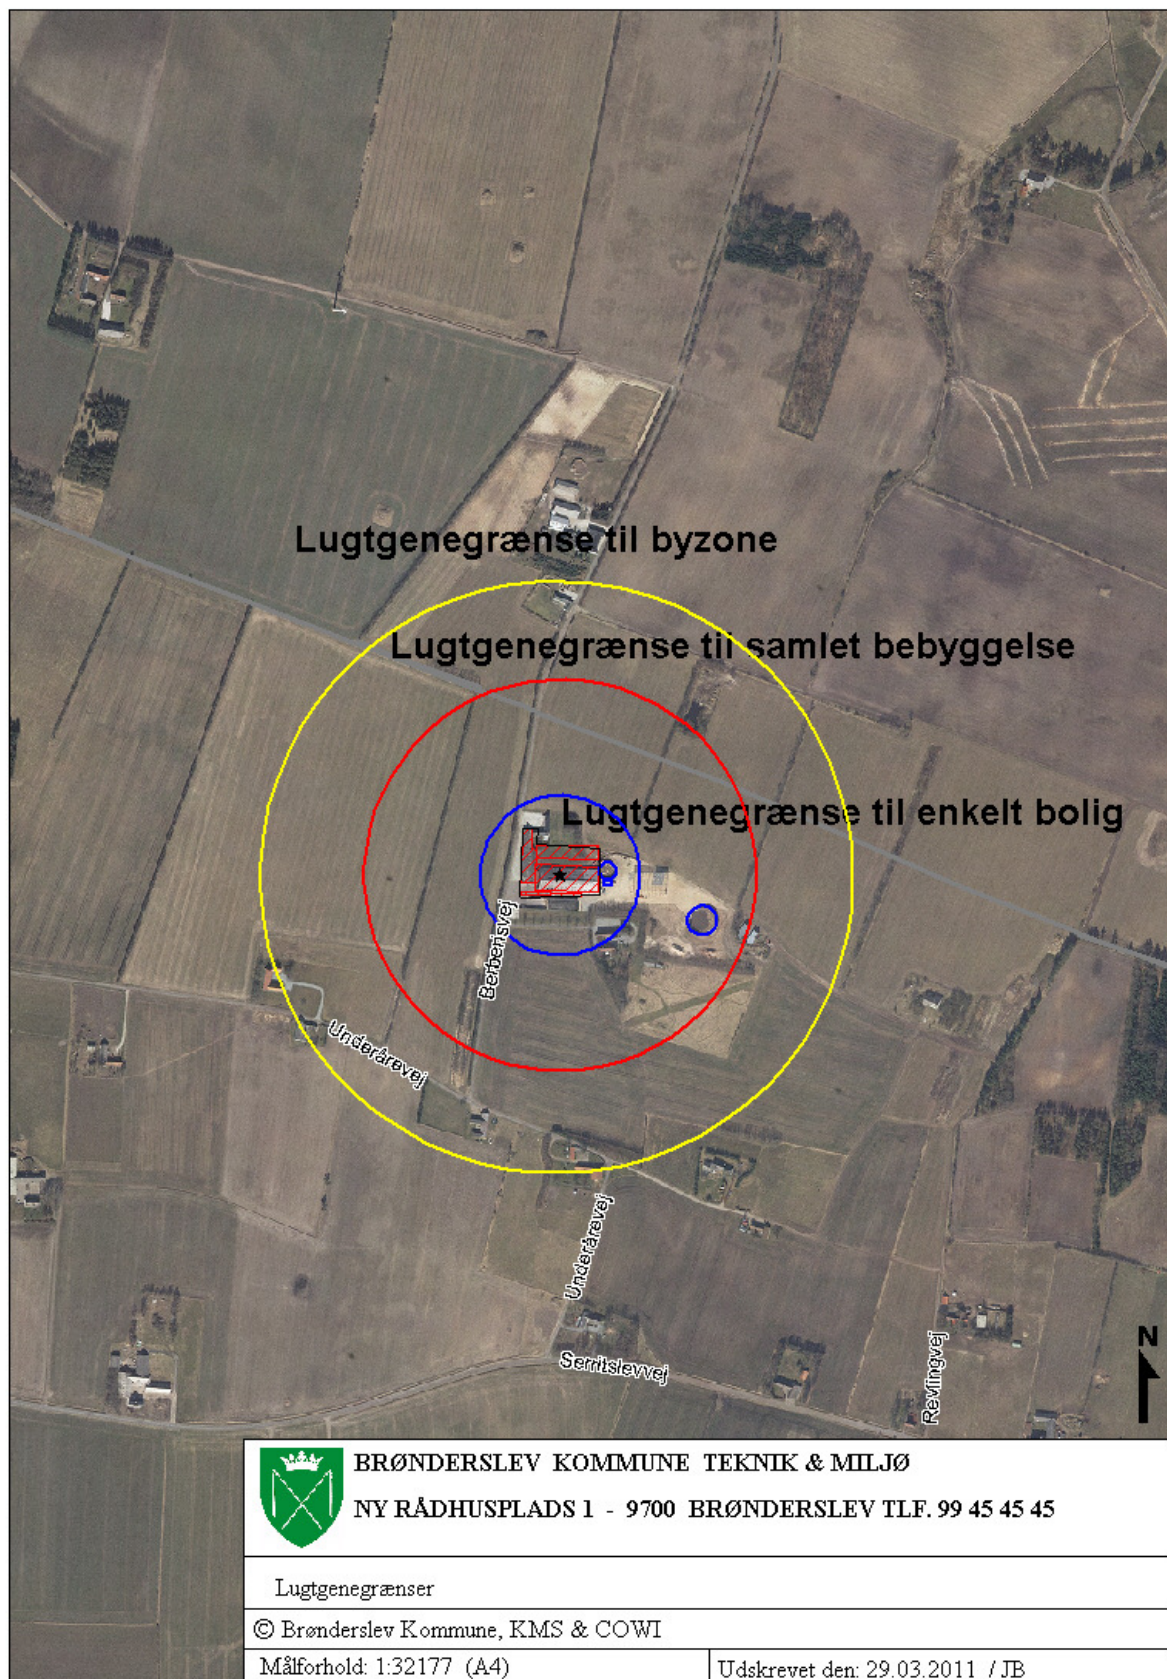 Lugtgenegrænse til byzone
Lugtgenegrænse til samlet bebyggelse
Lugtgenegrænse til enkelt bolig
Berberisvej
Underårevej
Underårevej
Serritslevvej
Revlingvej
N
BRØNDERSLEV KOMMUNE TEKNIK & MILJØ
NY RÅDHUSPLADS 1 - 9700 BRØNDERSLEV TLF. 99 45 45 45
Lugtgenegrænser
© Brønderslev Kommune, KMS & COWI
Målforhold: 1:32177 (A4)
Udskrevet den: 29.03.2011 / JB